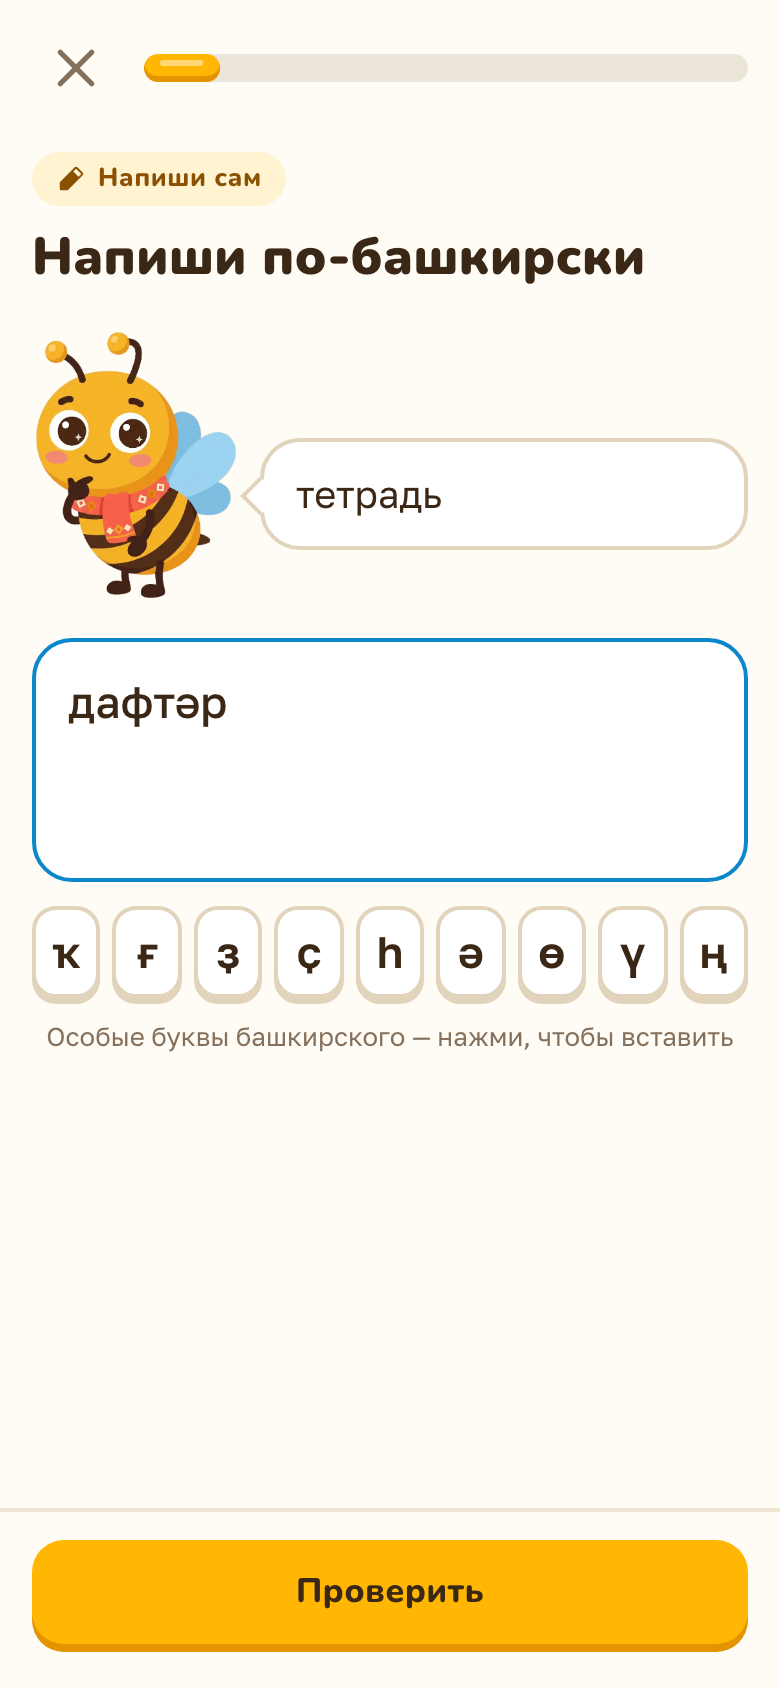 Напиши сам
Напиши по-башкирски
тетрадь
дафтәр
ҡ ғ ҙ ҫ һ ә ө ү ң
Особые буквы башкирского — нажми, чтобы вставить
Проверить